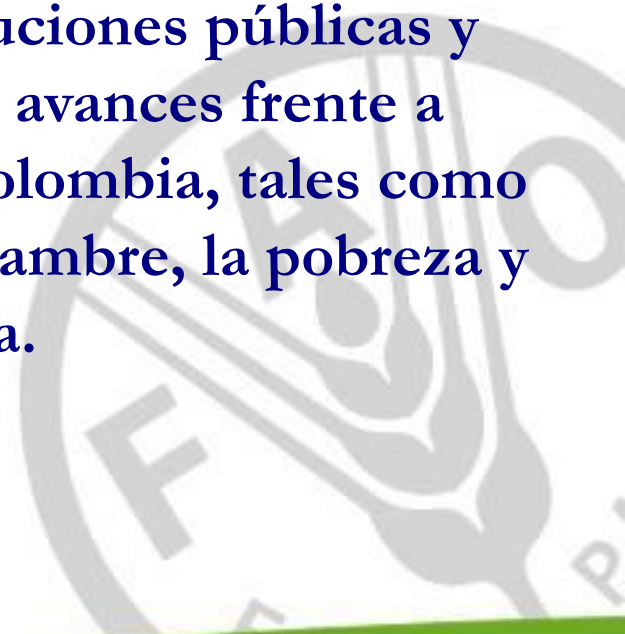 uciones públicas y
avances frente a
olombia, tales como
ambre, la pobreza y
a.
F A O
P